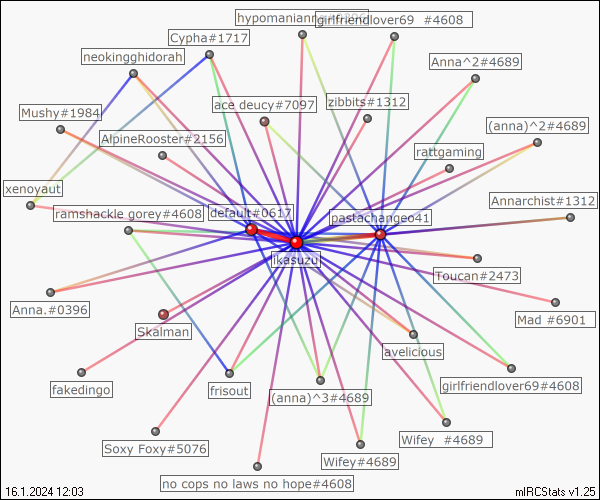 hypomaniann
girlfriendlover69 #4608
Cypha#1717
neokingghidorah
Anna^2#4689
ace deucy#7097
zibbits#1312
Mushy#1984
(anna)^2#4689
AlpineRooster#2156
rattgaming
xenoyaut
Annarchist#1312
ramshackle gorey#4608
default#0617
pastachangeo41
likasuzu
Toucan#2473
Anna.#0396
Mad #6901
Skalman
avelicious
fakedingo
frisout
girlfriendlover69#4608
(anna)^3#4689
Soxy Foxy#5076
Wifey #4689
Wifey#4689
no cops no laws no hope#4608
16.1.2024 12:03
mIRCStats v1.25